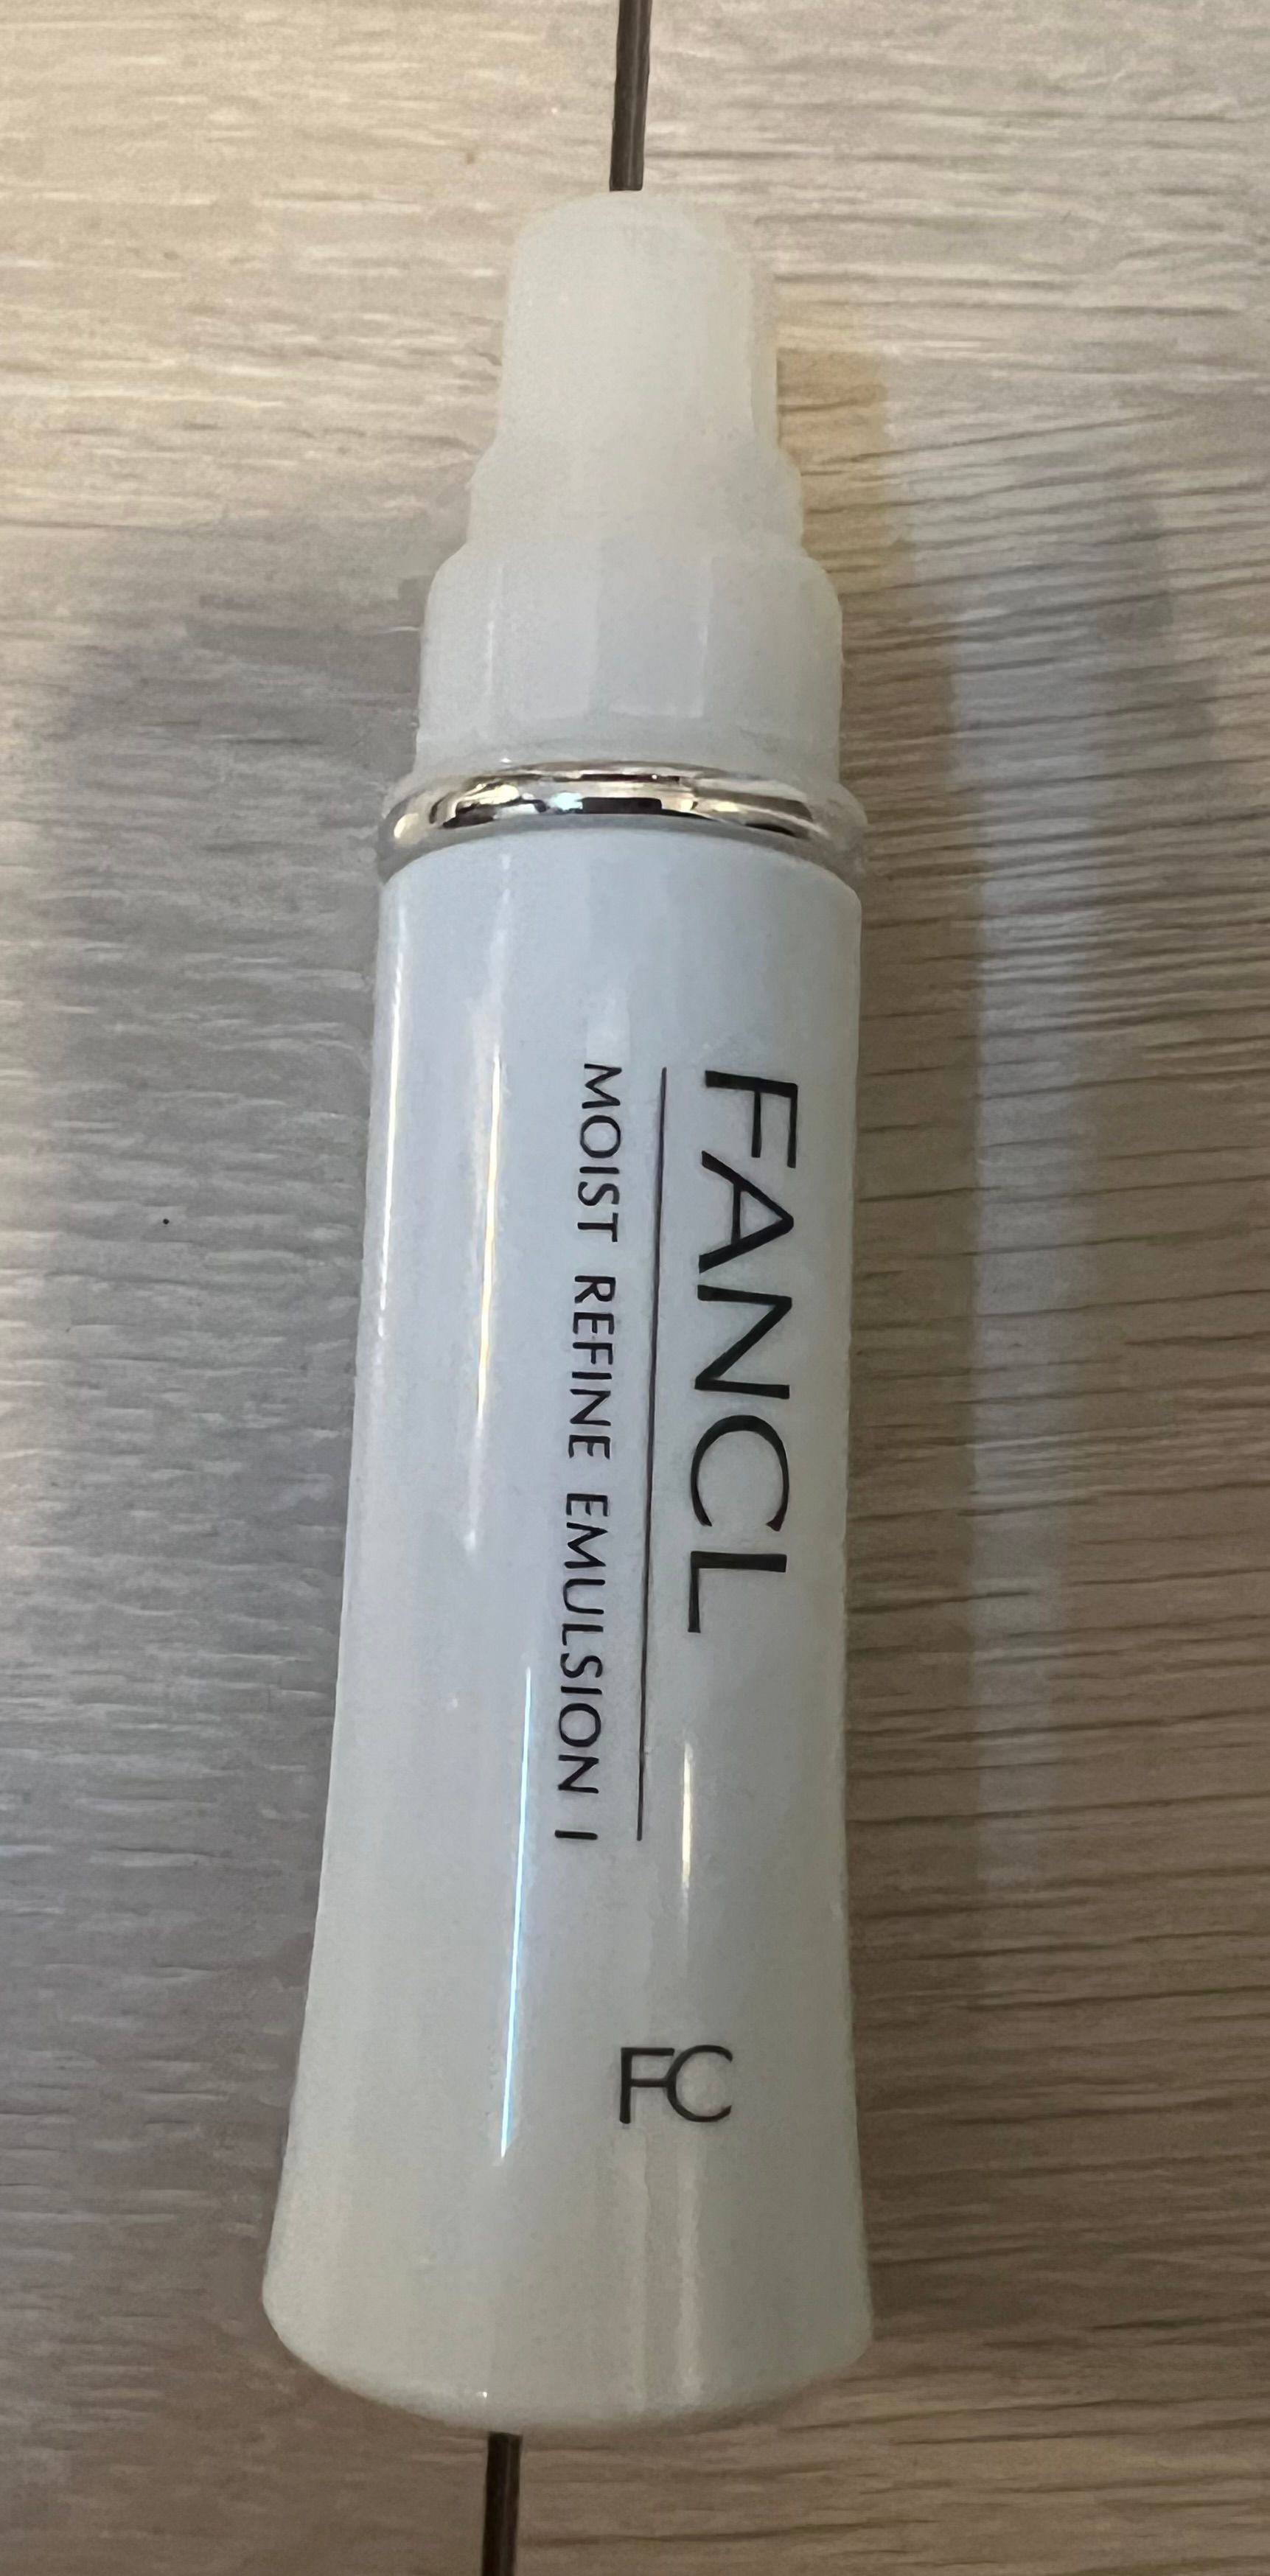 FANCL
MOIST REFINE EMULSION I
FC